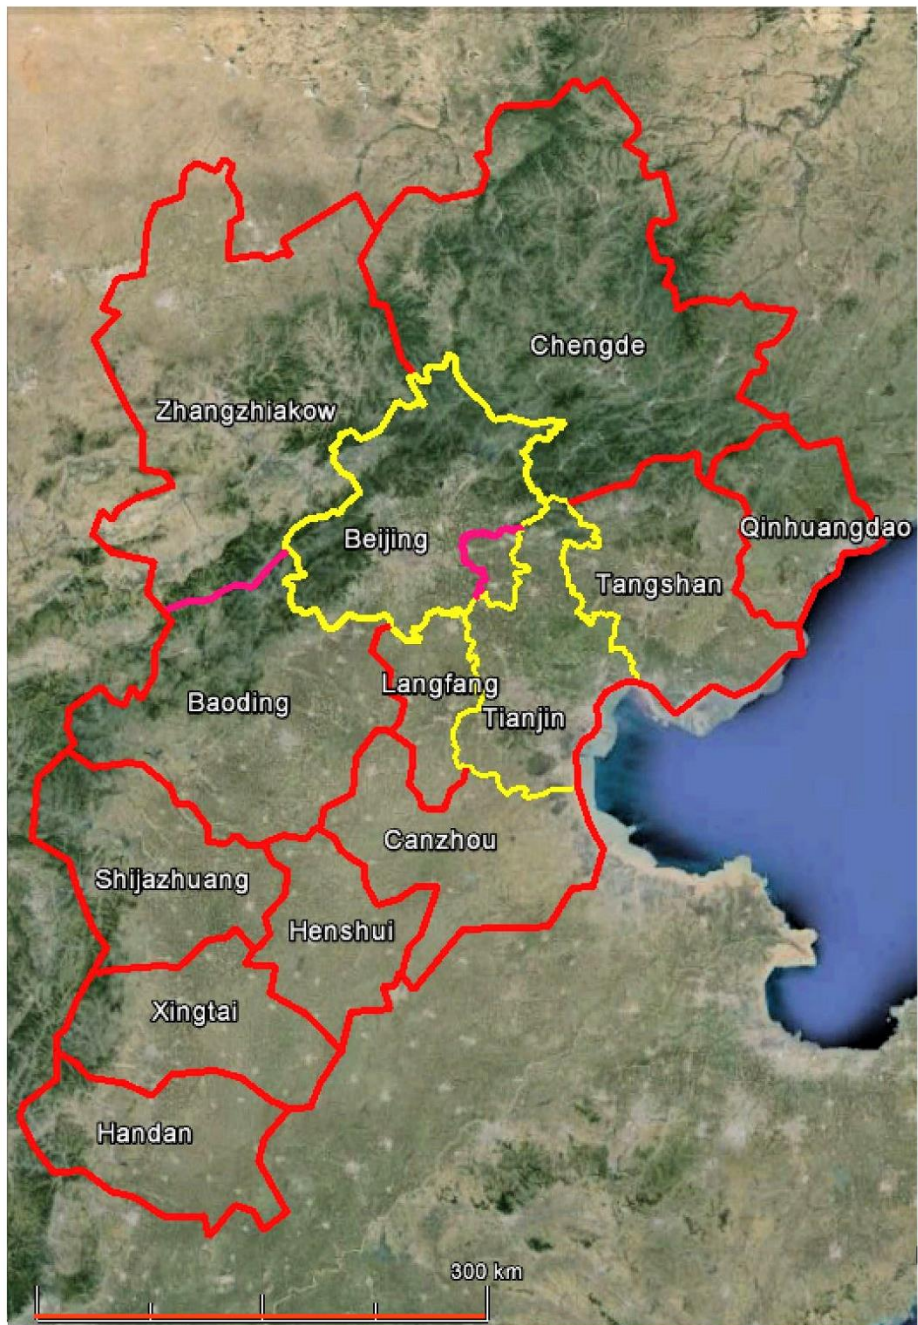 Chengde
Zhangzhiakow
Qinhuangdao
Beijing
Tangshan
Langfang
Baoding
Tianjin
Canzhou
Shijazhuang
Henshui
Xingtai
Handan
300 km